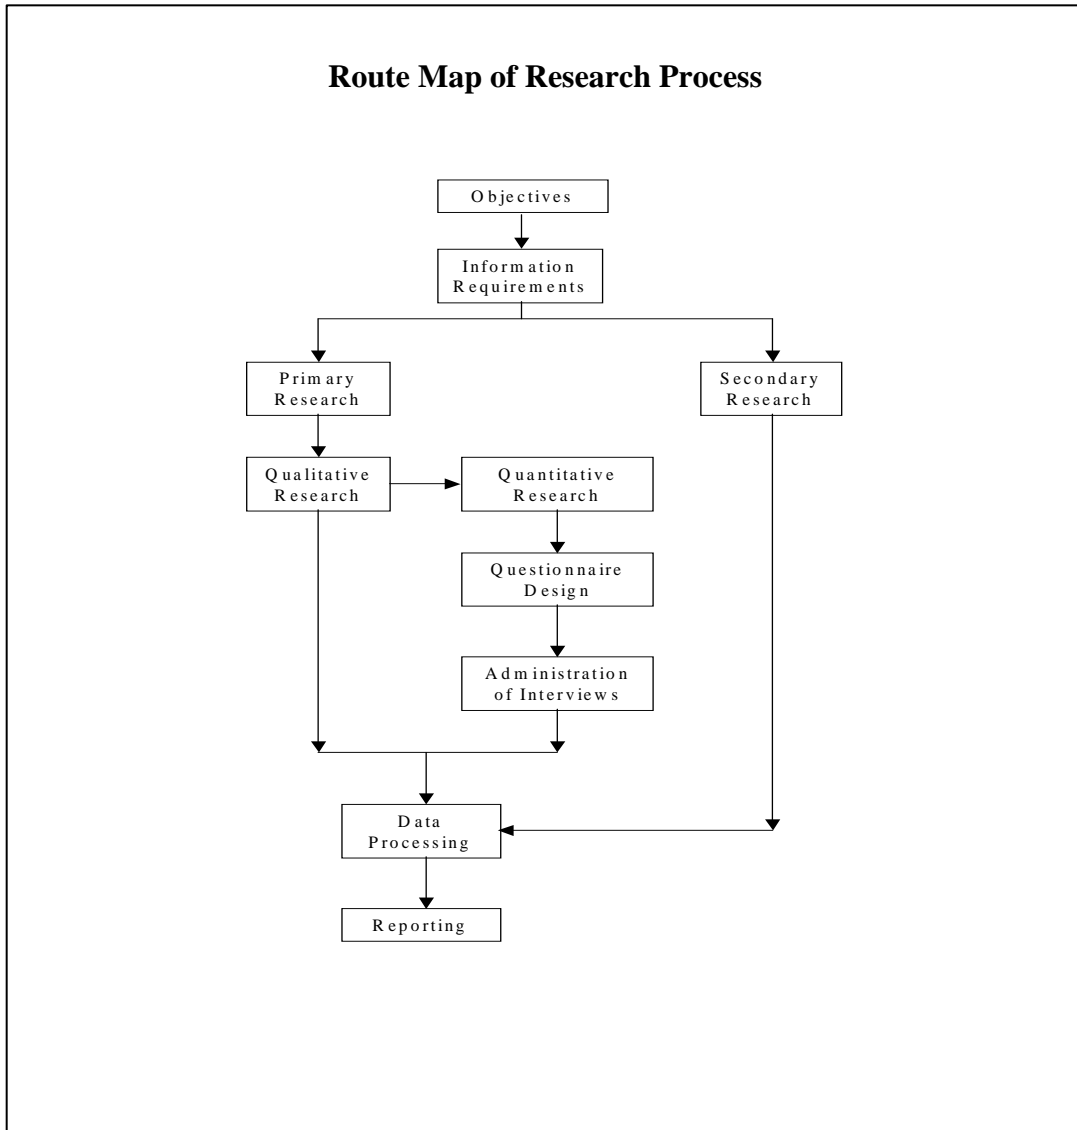 Route Map of Research Process
Objectives
Information
Requirements
Primary
Research
Secondary
Research
Qualitative
Research
Quantitative
Research
Questionnaire
Design
Administration
of Interviews
Data
Processing
Reporting